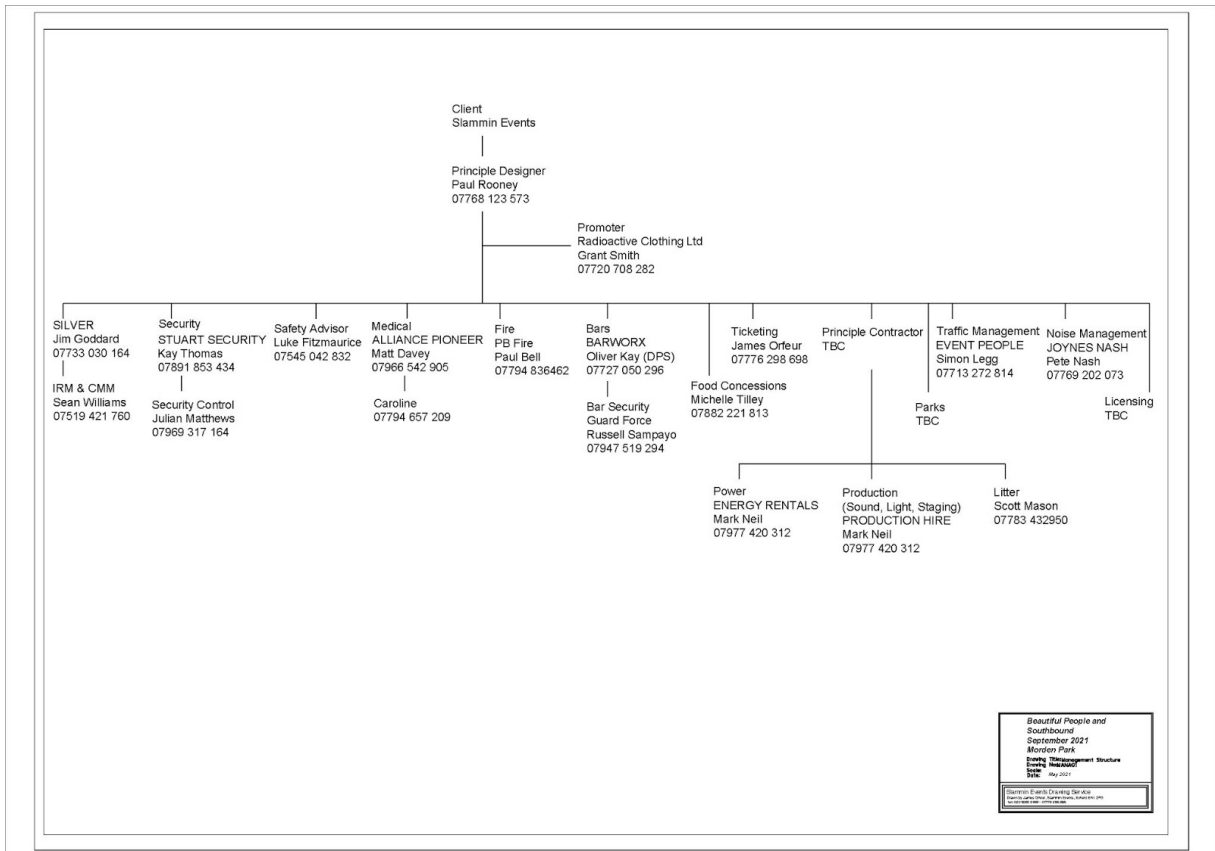 Client
Slammin Events
Principle Designer
Paul Rooney
07768 123 573
Promoter
Radioactive Clothing Ltd
Grant Smith
07720 708 282
SILVER
Jim Goddard
07733 030 164
IRM & CMM
Sean Williams
07519 421 760
Security
STUART SECURITY
Kay Thomas
07891 853 434
Security Control
Julian Matthews
07969 317 164
Safety Advisor
Luke Fitzmaurice
07545 042 832
Medical
ALLIANCE PIONEER
Matt Davey
07966 542 905
Caroline
07794 657 209
Fire
PB Fire
Paul Bell
07794 836462
Bars
BARWORX
Oliver Kay (DPS)
07727 050 296
Bar Security
Guard Force
Russell Sampayo
07947 519 294
Food Concessions
Michelle Tilley
07882 221 813
Ticketing
James Orfeur
07776 298 698
Principle Contractor
TBC
Power
ENERGY RENTALS
Mark Neil
07977 420 312
Production
(Sound, Light, Staging)
PRODUCTION HIRE
Mark Neil
07977 420 312
Litter
Scott Mason
07783 432950
Parks
TBC
Traffic Management
EVENT PEOPLE
Simon Legg
07713 272 814
Noise Management
JOYNES NASH
Pete Nash
07769 202 073
Licensing
TBC
Beautiful People and
Southbound
September 2021
Morden Park
Drawing Title: Management Structure
Drawing
Scale:
Date: May 2021
Slammin Events Drawing Service